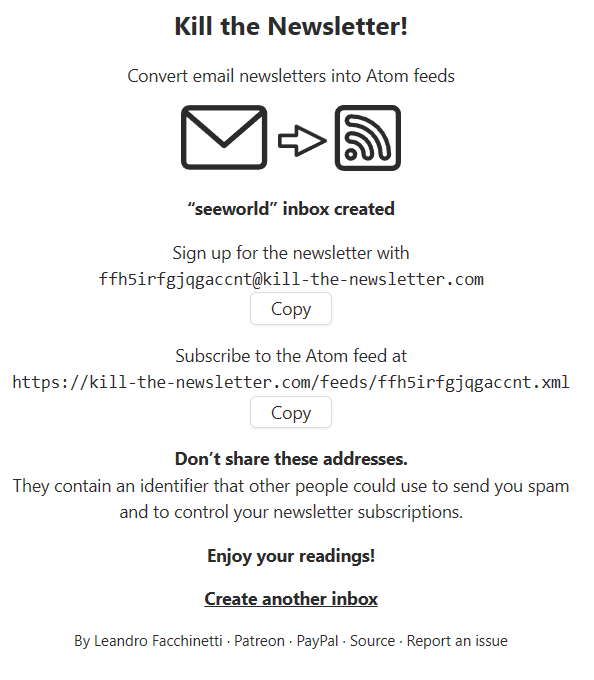 Kill the Newsletter!
Convert email newsletters into Atom feeds
“seeworld” inbox created
Sign up for the newsletter with
ffh5irfgjqgaccnt@kill-the-newsletter.com
Copy
Subscribe to the Atom feed at
https://kill-the-newsletter.com/feeds/ffh5irfgjqgaccnt.xml
Copy
Don’t share these addresses.
They contain an identifier that other people could use to send you spam
and to control your newsletter subscriptions.
Enjoy your readings!
Create another inbox
By Leandro Facchinetti · Patreon · PayPal · Source · Report an issue